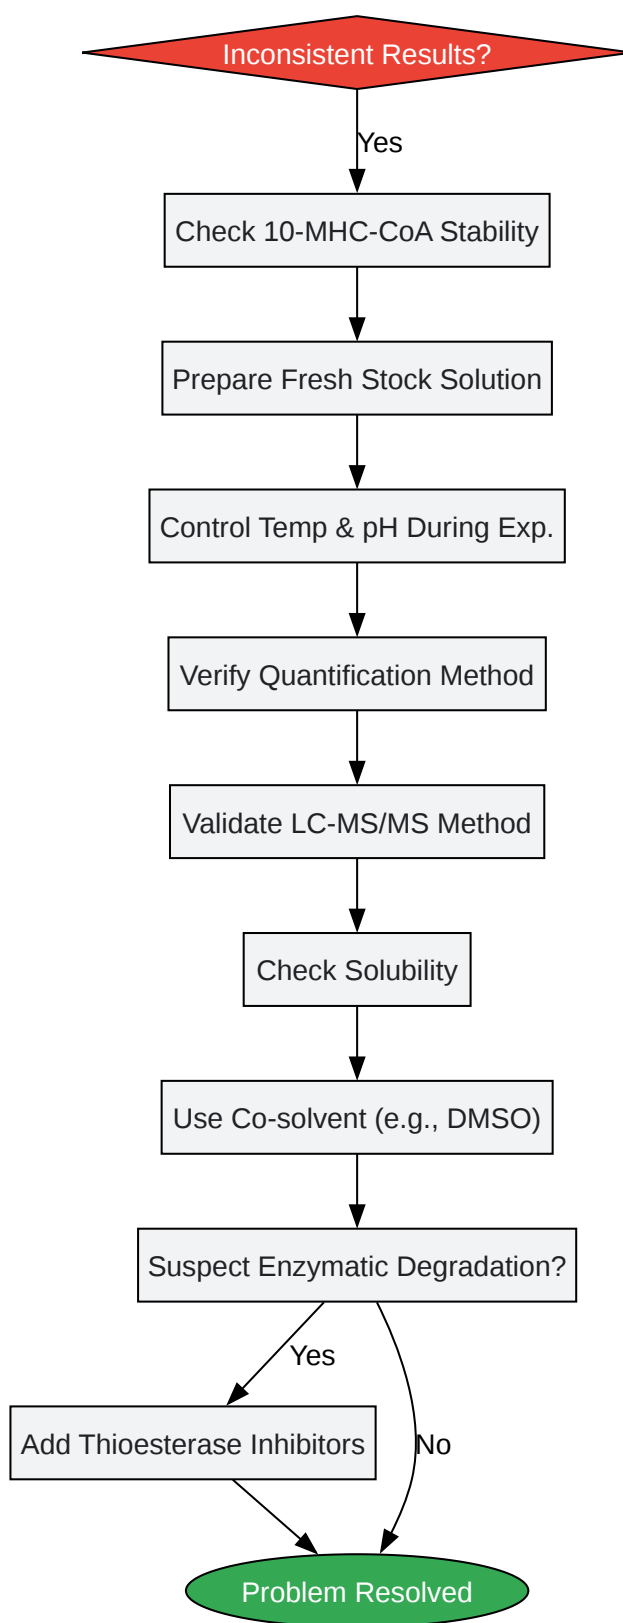 Inconsistent Results?
Yes
Check 10-MHC-CoA Stability
Prepare Fresh Stock Solution
Control Temp & pH During Exp.
Verify Quantification Method
Validate LC-MS/MS Method
Check Solubility
Use Co-solvent (e.g., DMSO)
Suspect Enzymatic Degradation?
Yes
Add Thioesterase Inhibitors
No
Problem Resolved